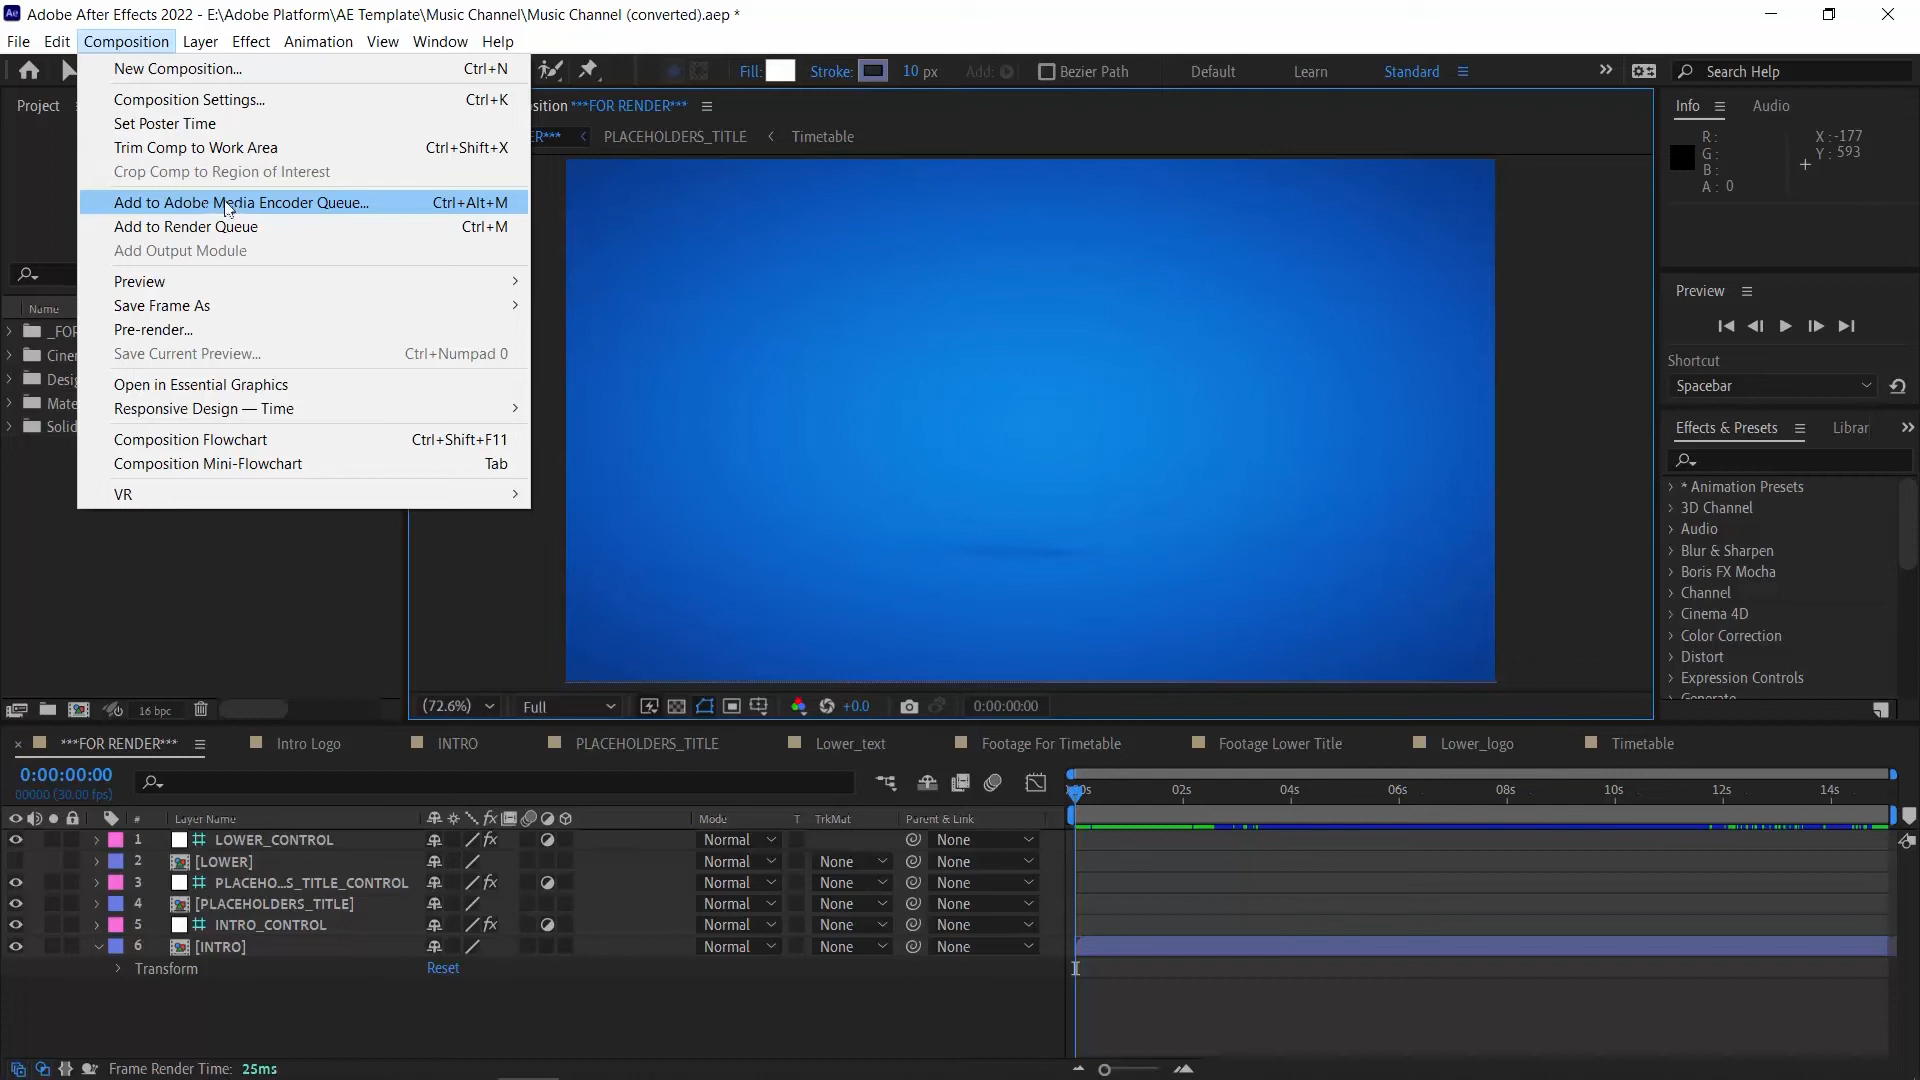 Adobe After Effects 2022 - E:\Adobe Platform\AE Template\Music Channel\Music Channel (converted).aep *
File Edit Composition Layer Effect Animation View Window Help
New Composition... Ctrl+N
Composition Settings... Ctrl+K
Set Poster Time
Trim Comp to Work Area Ctrl+Shift+X
Crop Comp to Region of Interest
Add to Adobe Media Encoder Queue... Ctrl+Alt+M
Add to Render Queue Ctrl+M
Add Output Module
Preview
Save Frame As
Pre-render...
Save Current Preview... Ctrl+Numpad 0
Open in Essential Graphics
Responsive Design — Time
Composition Flowchart Ctrl+Shift+F11
Composition Mini-Flowchart Tab
VR
Fill: Stroke: 10 px Add: Bezier Path Default Learn Standard Search Help
Project
Name
_FOR
Ciner
Desig
Mate
Solid
16 bpc
sition ***FOR RENDER***
ER*** PLACEHOLDERS_TITLE Timetable
(72.6%) Full +0.0 0:00:00:00
Info Audio
R: X: -177
G: Y: 593
B:
A: 0
Preview
Shortcut
Spacebar
Effects & Presets Librar
* Animation Presets
3D Channel
Audio
Blur & Sharpen
Boris FX Mocha
Channel
Cinema 4D
Color Correction
Distort
Expression Controls
Generate
***FOR RENDER*** Intro Logo INTRO PLACEHOLDERS_TITLE Lower_text Footage For Timetable Footage Lower Title Lower_logo Timetable
0:00:00:00
00000 (30.00 fps)
02s 04s 06s 08s 10s 12s 14s
# Layer Name Mode T TrkMat Parent & Link
1 LOWER_CONTROL Normal None
2 [LOWER] Normal None None
3 PLACEHO...S_TITLE_CONTROL Normal None None
4 [PLACEHOLDERS_TITLE] Normal None None
5 INTRO_CONTROL Normal None None
6 [INTRO] Normal None None
Transform Reset
Frame Render Time: 25ms